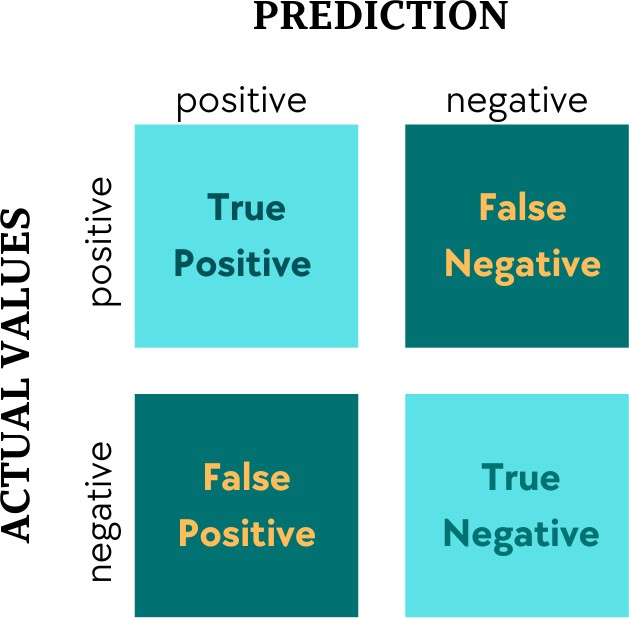 PREDICTION
positive
negative
ACTUAL VALUES
positive
True
Positive
False
Negative
negative
False
Positive
True
Negative